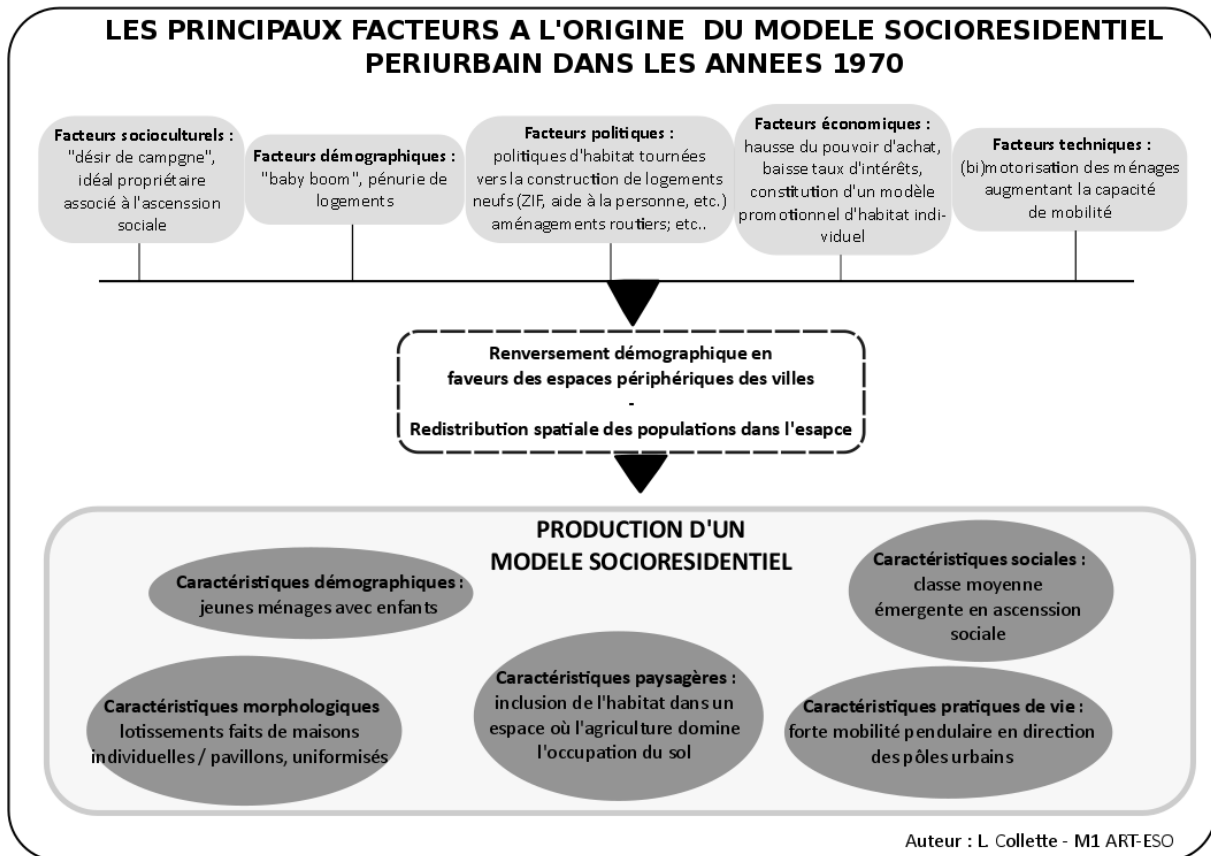 LES PRINCIPAUX FACTEURS A L'ORIGINE DU MODELE SOCIORESIDENTIEL
PERIURBAIN DANS LES ANNEES 1970
Facteurs socioculturels :
"désir de campgne",
idéal propriétaire
associé à l'ascenssion
sociale
Facteurs démographiques :
"baby boom", pénurie de
logements
Facteurs politiques :
politiques d'habitat tournées
vers la construction de logements
neufs (ZIF, aide à la personne, etc.)
aménagements routiers; etc..
Facteurs économiques :
hausse du pouvoir d'achat,
baisse taux d'intérêts,
constitution d'un modèle
promotionnel d'habitat indi-
viduel
Facteurs techniques :
(bi)motorisation des ménages
augmentant la capacité
de mobilité
Renversement démographique en
faveurs des espaces périphériques des villes
-
Redistribution spatiale des populations dans l'esapce
PRODUCTION D'UN
MODELE SOCIORESIDENTIEL
Caractéristiques démographiques :
jeunes ménages avec enfants
Caractéristiques sociales :
classe moyenne
émergente en ascenssion
sociale
Caractéristiques morphologiques
lotissements faits de maisons
individuelles / pavillons, uniformisés
Caractéristiques paysagères :
inclusion de l'habitat dans un
espace où l'agriculture domine
l'occupation du sol
Caractéristiques pratiques de vie :
forte mobilité pendulaire en direction
des pôles urbains
Auteur : L. Collette - M1 ART-ESO